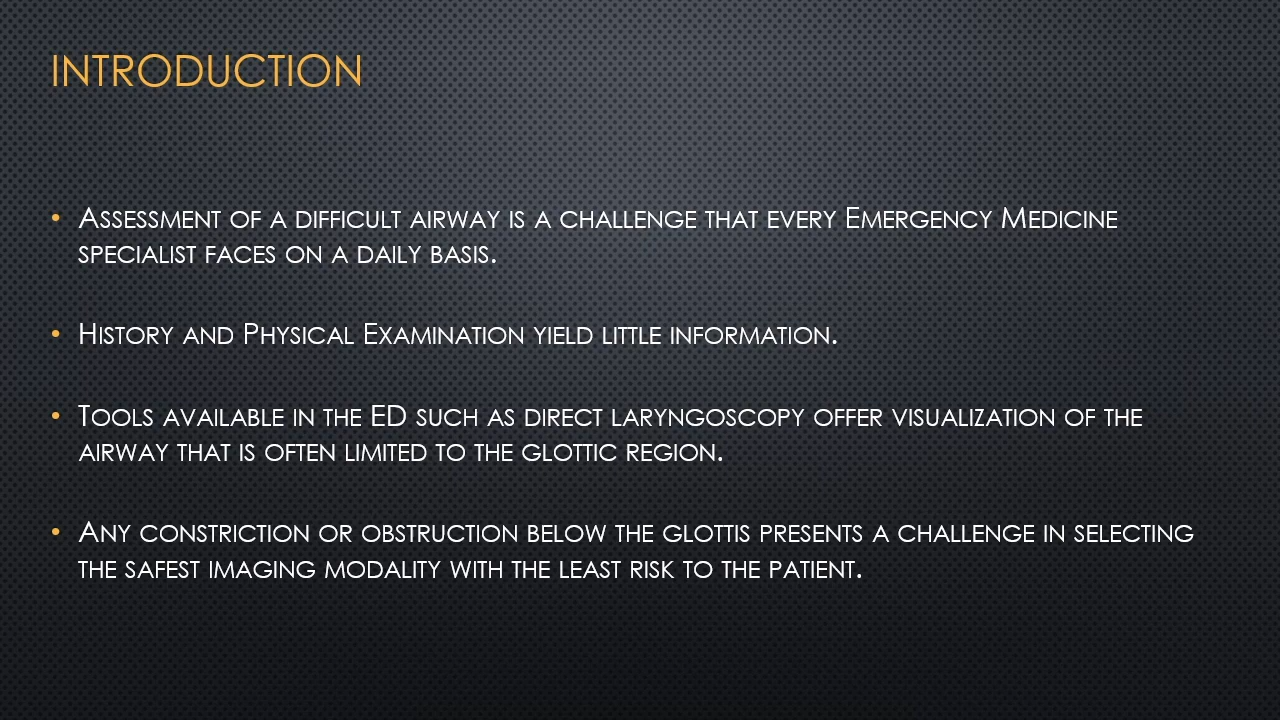 INTRODUCTION
• Assessment of a difficult airway is a challenge that every Emergency Medicine
specialist faces on a daily basis.
• History and Physical Examination yield little information.
• Tools available in the ED such as direct laryngoscopy offer visualization of the
airway that is often limited to the glottic region.
• Any constriction or obstruction below the glottis presents a challenge in selecting
the safest imaging modality with the least risk to the patient.